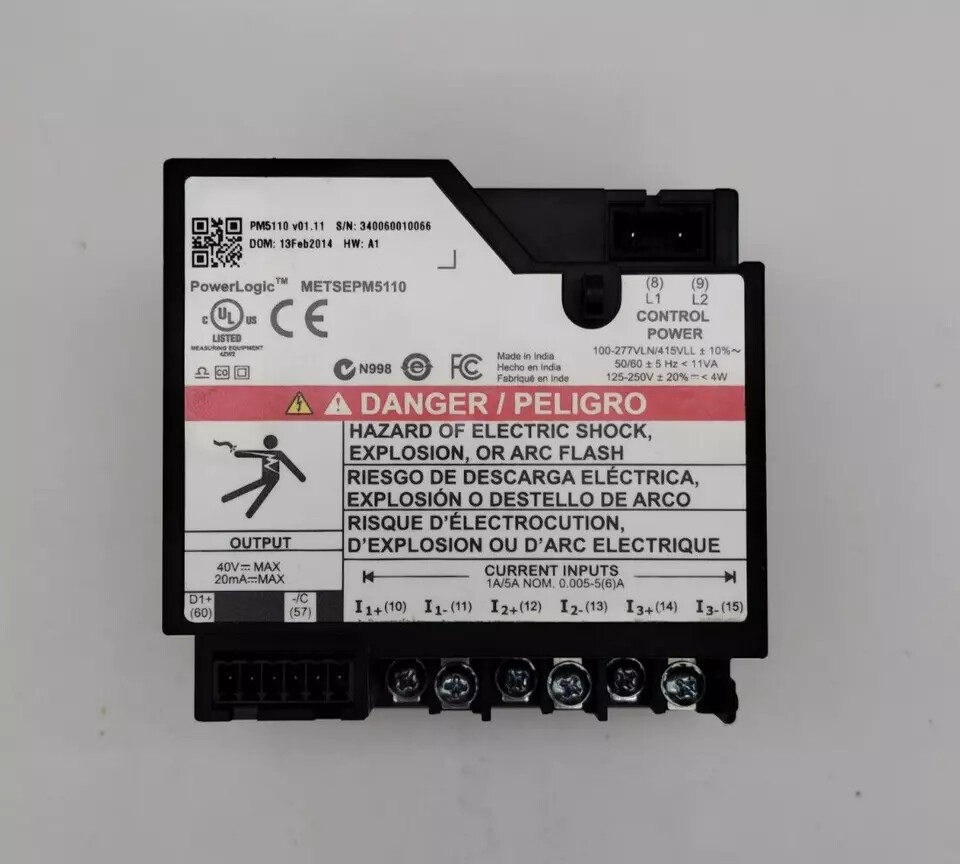 PM5110 v01.11 S/N: 340060010066
DOM: 13Feb2014 HW: A1
PowerLogic™ METSEPM5110
C UL US
LISTED
MEASURING EQUIPMENT
4ZW2
CE
N998
FC
Made in India
Hecho en India
Fabriqué en Inde
(8) (9)
L1 L2
CONTROL
POWER
100-277VLN/415VLL ± 10%~
50/60 ± 5 Hz < 11VA
125-250V ± 20%⎓ < 4W
DANGER / PELIGRO
HAZARD OF ELECTRIC SHOCK,
EXPLOSION, OR ARC FLASH
RIESGO DE DESCARGA ELÉCTRICA,
EXPLOSIÓN O DESTELLO DE ARCO
RISQUE D'ÉLECTROCUTION,
D'EXPLOSION OU D'ARC ELECTRIQUE
OUTPUT
40V⎓ MAX
20mA⎓MAX
D1+ -/C
(60) (57)
CURRENT INPUTS
1A/5A NOM. 0.005-5(6)A
I1+(10) I1-(11) I2+(12) I2-(13) I3+(14) I3-(15)